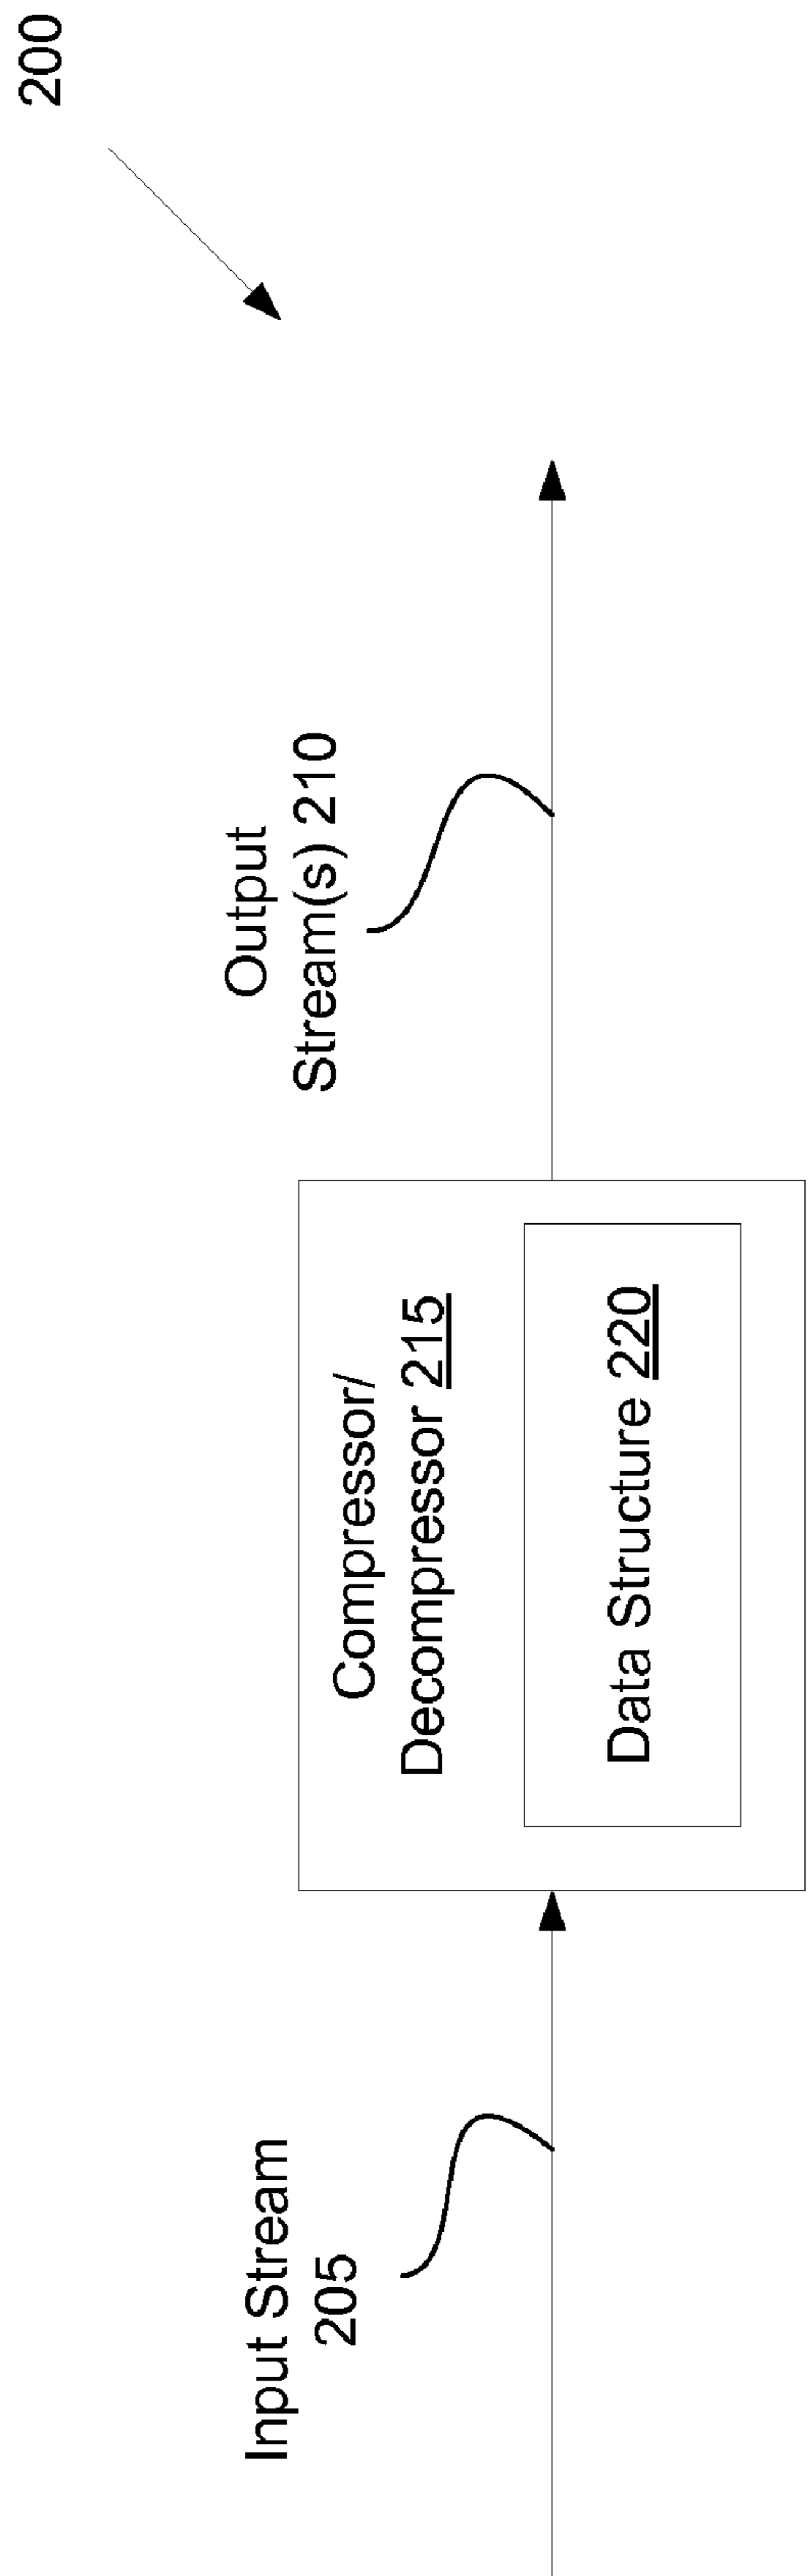 200
Output
Stream(s) 210
Compressor/
Decompressor 215
Data Structure 220
Input Stream
205